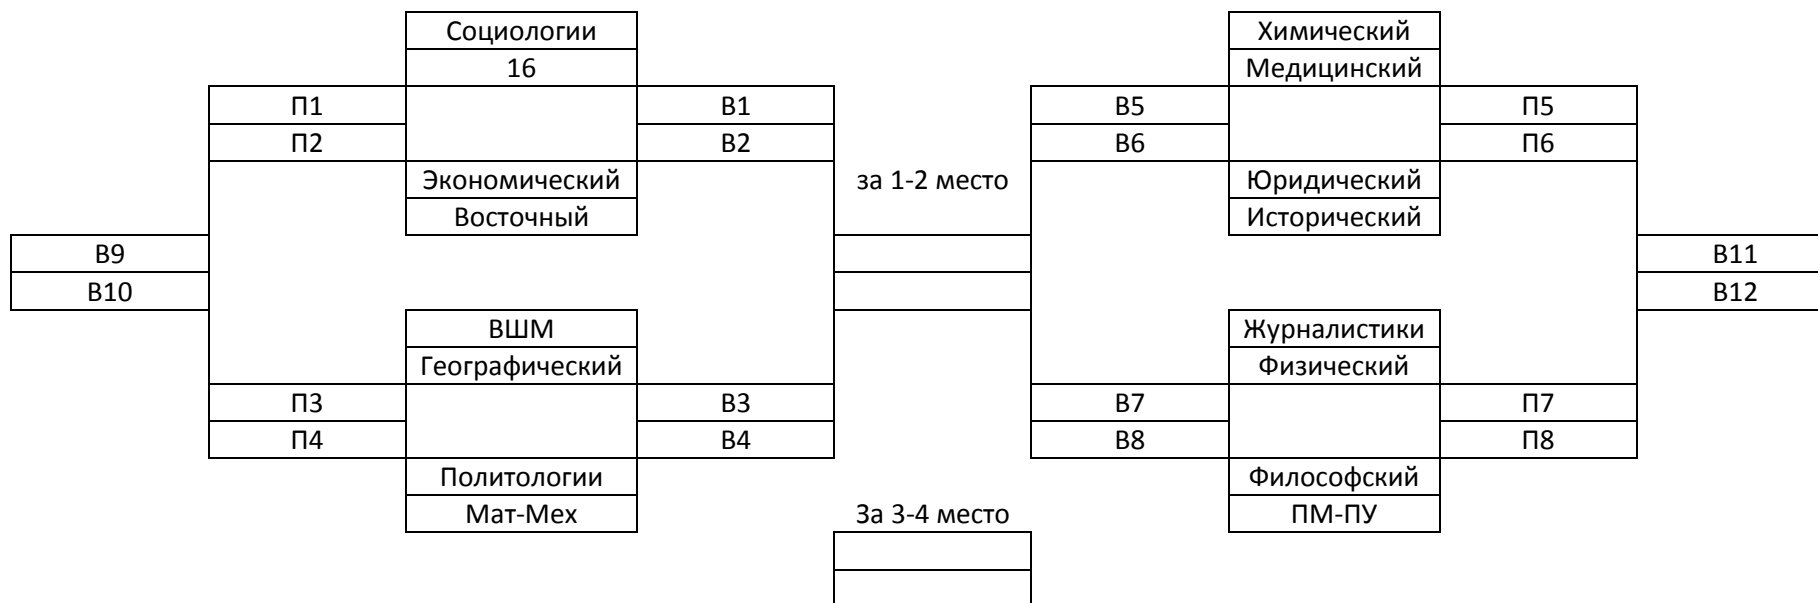 Социологии Химический
16 Медицинский
П1 В1 В5 П5
П2 В2 В6 П6
Экономический за 1-2 место Юридический
Восточный Исторический
В9 В11
В10 В12
ВШМ Журналистики
Географический Физический
П3 В3 В7 П7
П4 В4 В8 П8
Политологии Философский
Мат-Мех За 3-4 место ПМ-ПУ